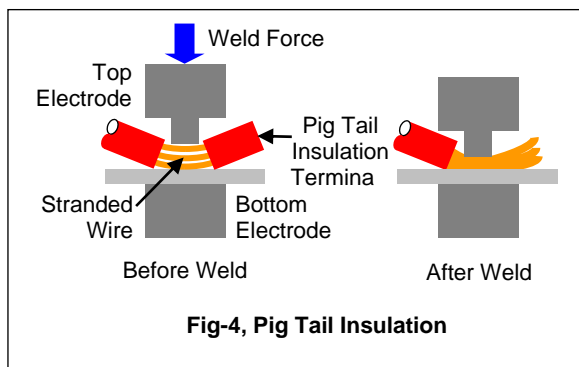 Weld Force
Top
Electrode
Pig Tail
Insulation
Termina
Stranded
Wire
Bottom
Electrode
Before Weld
After Weld
Fig-4, Pig Tail Insulation